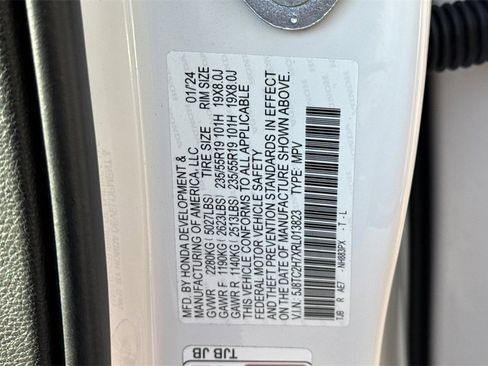 MFD. BY HONDA DEVELOPMENT & 01/24
MANUFACTURING OF AMERICA, LLC
TIRE SIZE RIM SIZE
GVWR 2280KG( 5027LBS)
GAWR F 1190KG( 2623LBS) 235/55R19 101H 19X8.0J
GAWR R 1140KG( 2513LBS) 235/55R19 101H 19X8.0J
THIS VEHICLE CONFORMS TO ALL APPLICABLE
FEDERAL MOTOR VEHICLE SAFETY
AND THEFT PREVENTION STANDARDS IN EFFECT
ON THE DATE OF MANUFACTURE SHOWN ABOVE.
V.I.N: 5J8TC2H7XRL013823 TYPE: MPV
TJB R AE7 -NH883PX -T -L
TJB JB